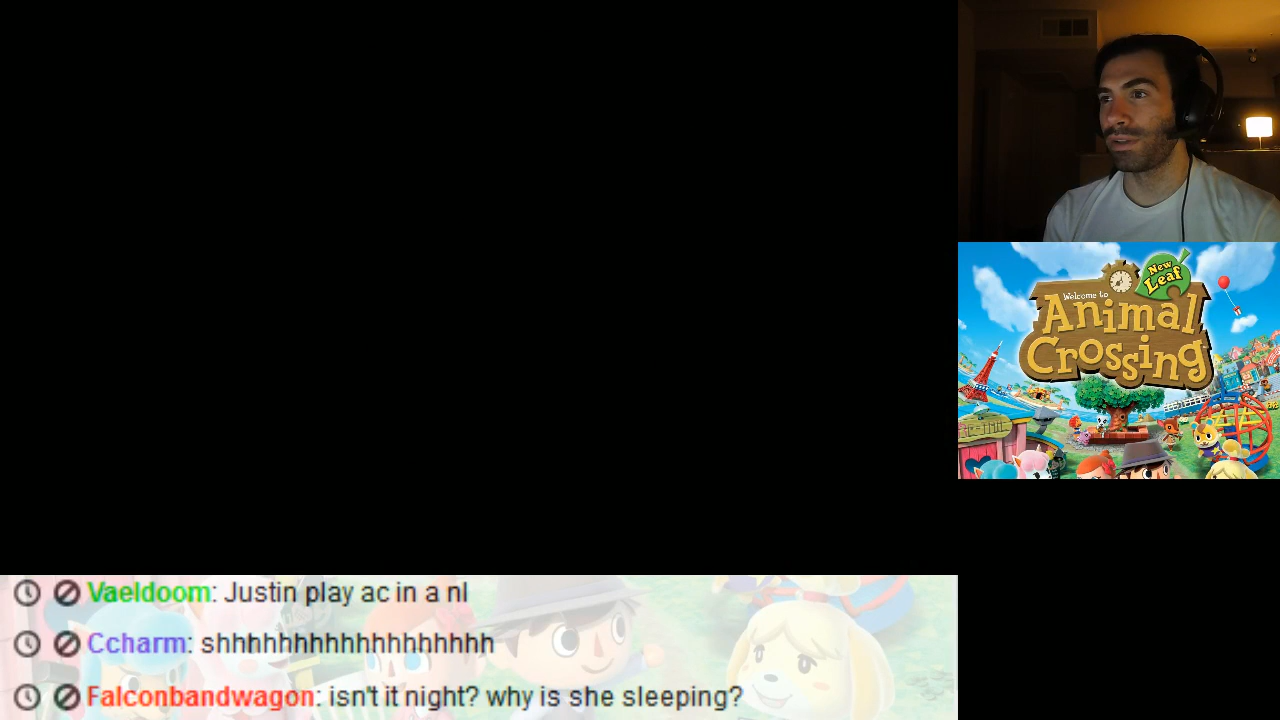 New
Leaf
Welcome to
Animal
Crossing
Vaeldoom: Justin play ac in a nl
Ccharm: shhhhhhhhhhhhhhhhhhh
Falconbandwagon: isn't it night? why is she sleeping?